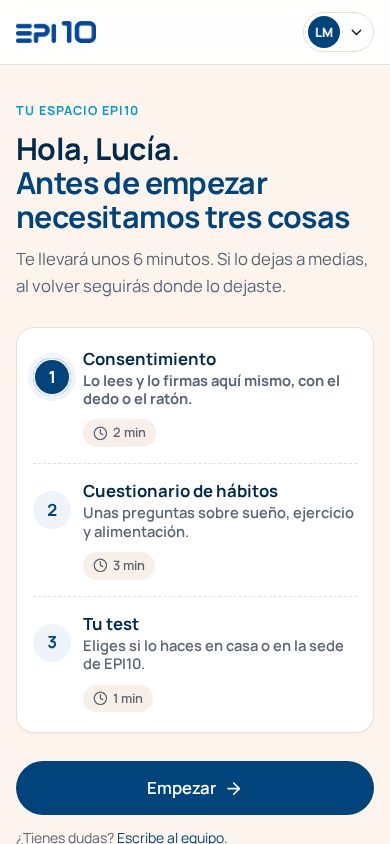 EPI10
LM
TU ESPACIO EPI10
Hola, Lucía.
Antes de empezar
necesitamos tres cosas
Te llevará unos 6 minutos. Si lo dejas a medias,
al volver seguirás donde lo dejaste.
1
Consentimiento
Lo lees y lo firmas aquí mismo, con el
dedo o el ratón.
2 min
2
Cuestionario de hábitos
Unas preguntas sobre sueño, ejercicio
y alimentación.
3 min
3
Tu test
Eliges si lo haces en casa o en la sede
de EPI10.
1 min
Empezar
¿Tienes dudas? Escribe al equipo.